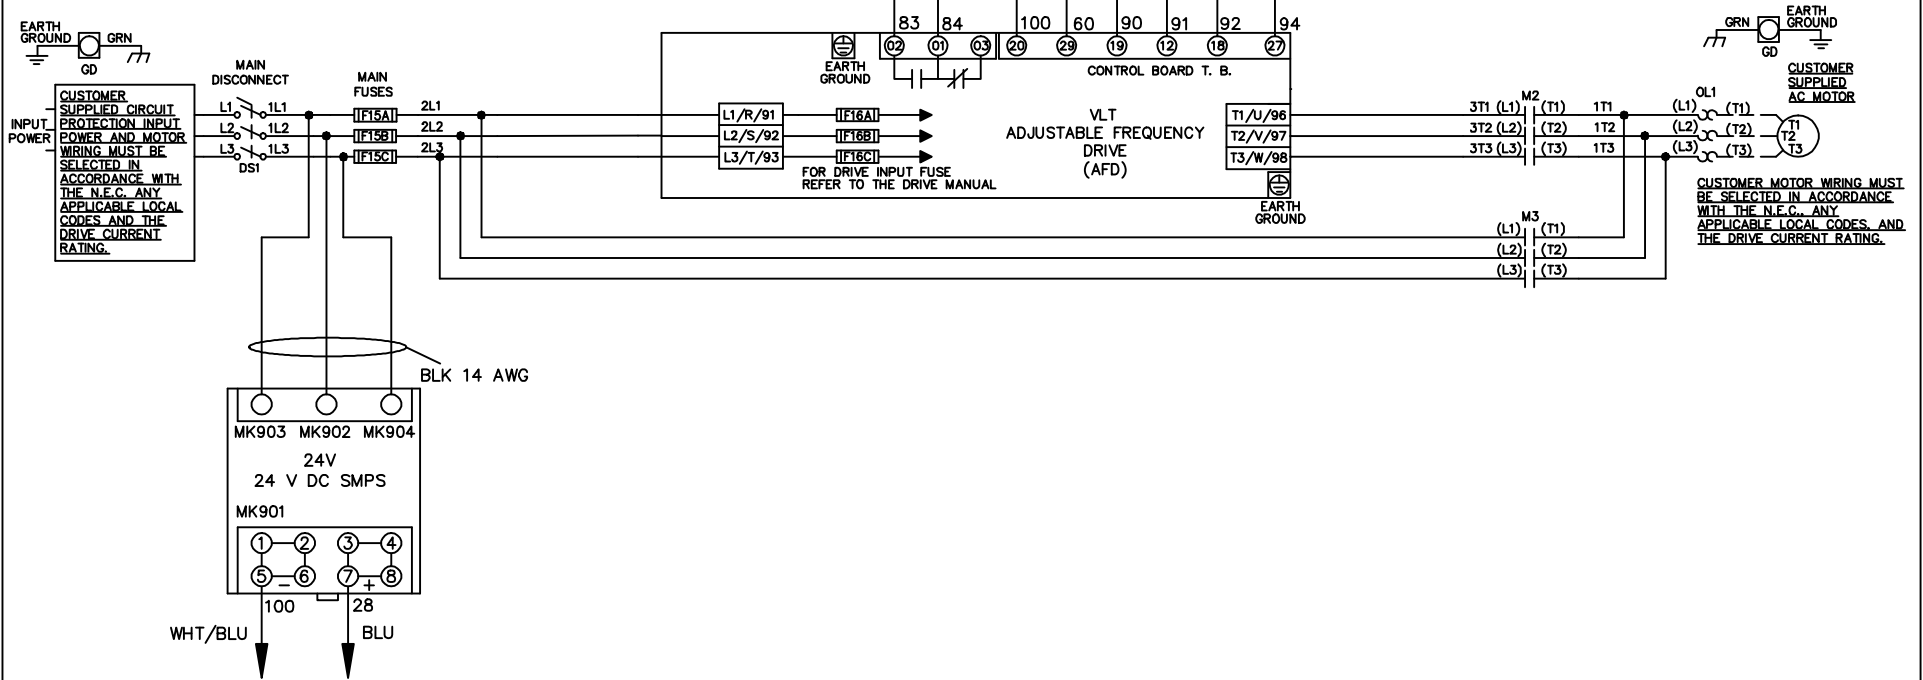 83 84 100 60 90 91 92 94
EARTH
GROUND
GRN
GD
02 01 03 20 29 19 12 18 27
EARTH
GROUND
CONTROL BOARD T. B.
GRN
EARTH
GROUND
GD
MAIN
DISCONNECT
MAIN
FUSES
INPUT
POWER
CUSTOMER
SUPPLIED CIRCUIT
PROTECTION INPUT
POWER AND MOTOR
WIRING MUST BE
SELECTED IN
ACCORDANCE WITH
THE N.E.C. ANY
APPLICABLE LOCAL
CODES AND THE
DRIVE CURRENT
RATING.
L1 1L1 F15A 2L1
L2 1L2 F15B 2L2
L3 1L3 F15C 2L3
DS1
L1/R/91 F16A
L2/S/92 F16B
L3/T/93 F16C
FOR DRIVE INPUT FUSE
REFER TO THE DRIVE MANUAL
VLT
ADJUSTABLE FREQUENCY
DRIVE
(AFD)
T1/U/96
T2/V/97
T3/W/98
EARTH
GROUND
M2
3T1 (L1) (T1) 1T1
3T2 (L2) (T2) 1T2
3T3 (L3) (T3) 1T3
OL1
(L1) (T1)
(L2) (T2)
(L3) (T3)
CUSTOMER
SUPPLIED
AC MOTOR
T1
T2
T3
CUSTOMER MOTOR WIRING MUST
BE SELECTED IN ACCORDANCE
WITH THE N.E.C., ANY
APPLICABLE LOCAL CODES, AND
THE DRIVE CURRENT RATING.
M3
(L1) (T1)
(L2) (T2)
(L3) (T3)
BLK 14 AWG
MK903 MK902 MK904
24V
24 V DC SMPS
MK901
1 2 3 4
5 6 7 8
− +
100 28
WHT/BLU BLU